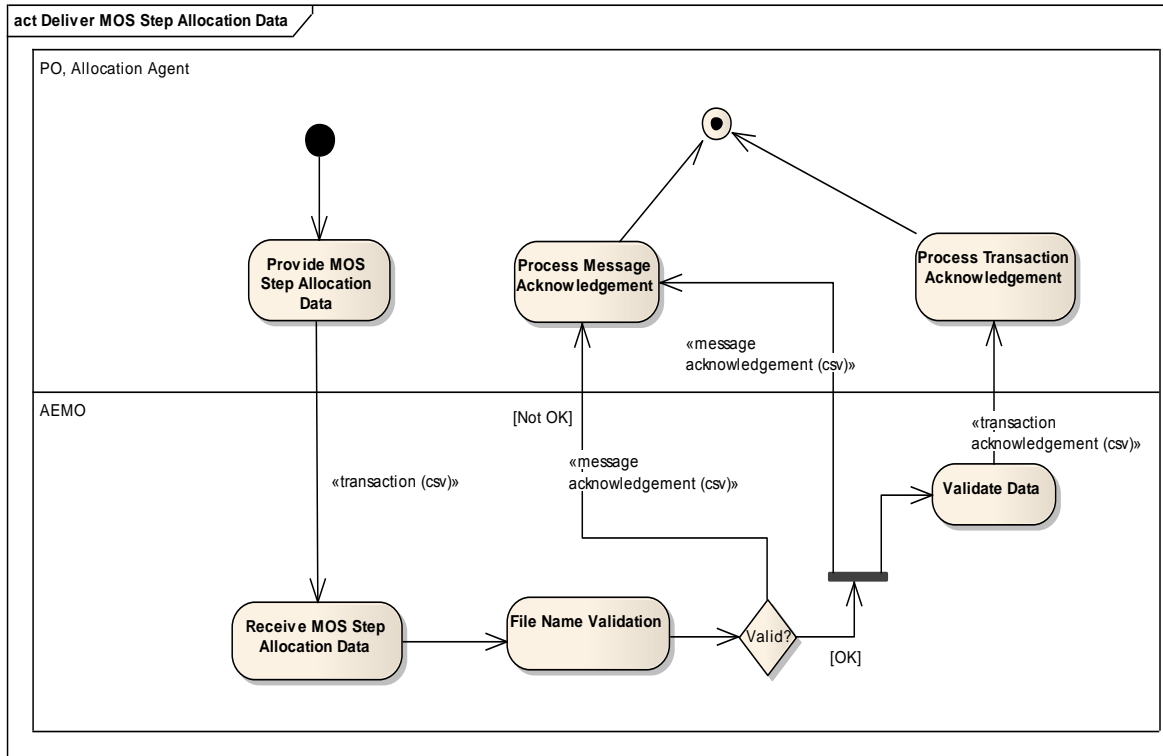 act Deliver MOS Step Allocation Data
PO, Allocation Agent
Provide MOS
Step Allocation
Data
Process Message
Acknowledgement
Process Transaction
Acknowledgement
«message
acknowledgement (csv)»
AEMO
[Not OK]
«transaction
acknowledgement (csv)»
«message
acknowledgement (csv)»
«transaction (csv)»
Validate Data
Receive MOS Step
Allocation Data
File Name Validation
Valid?
[OK]